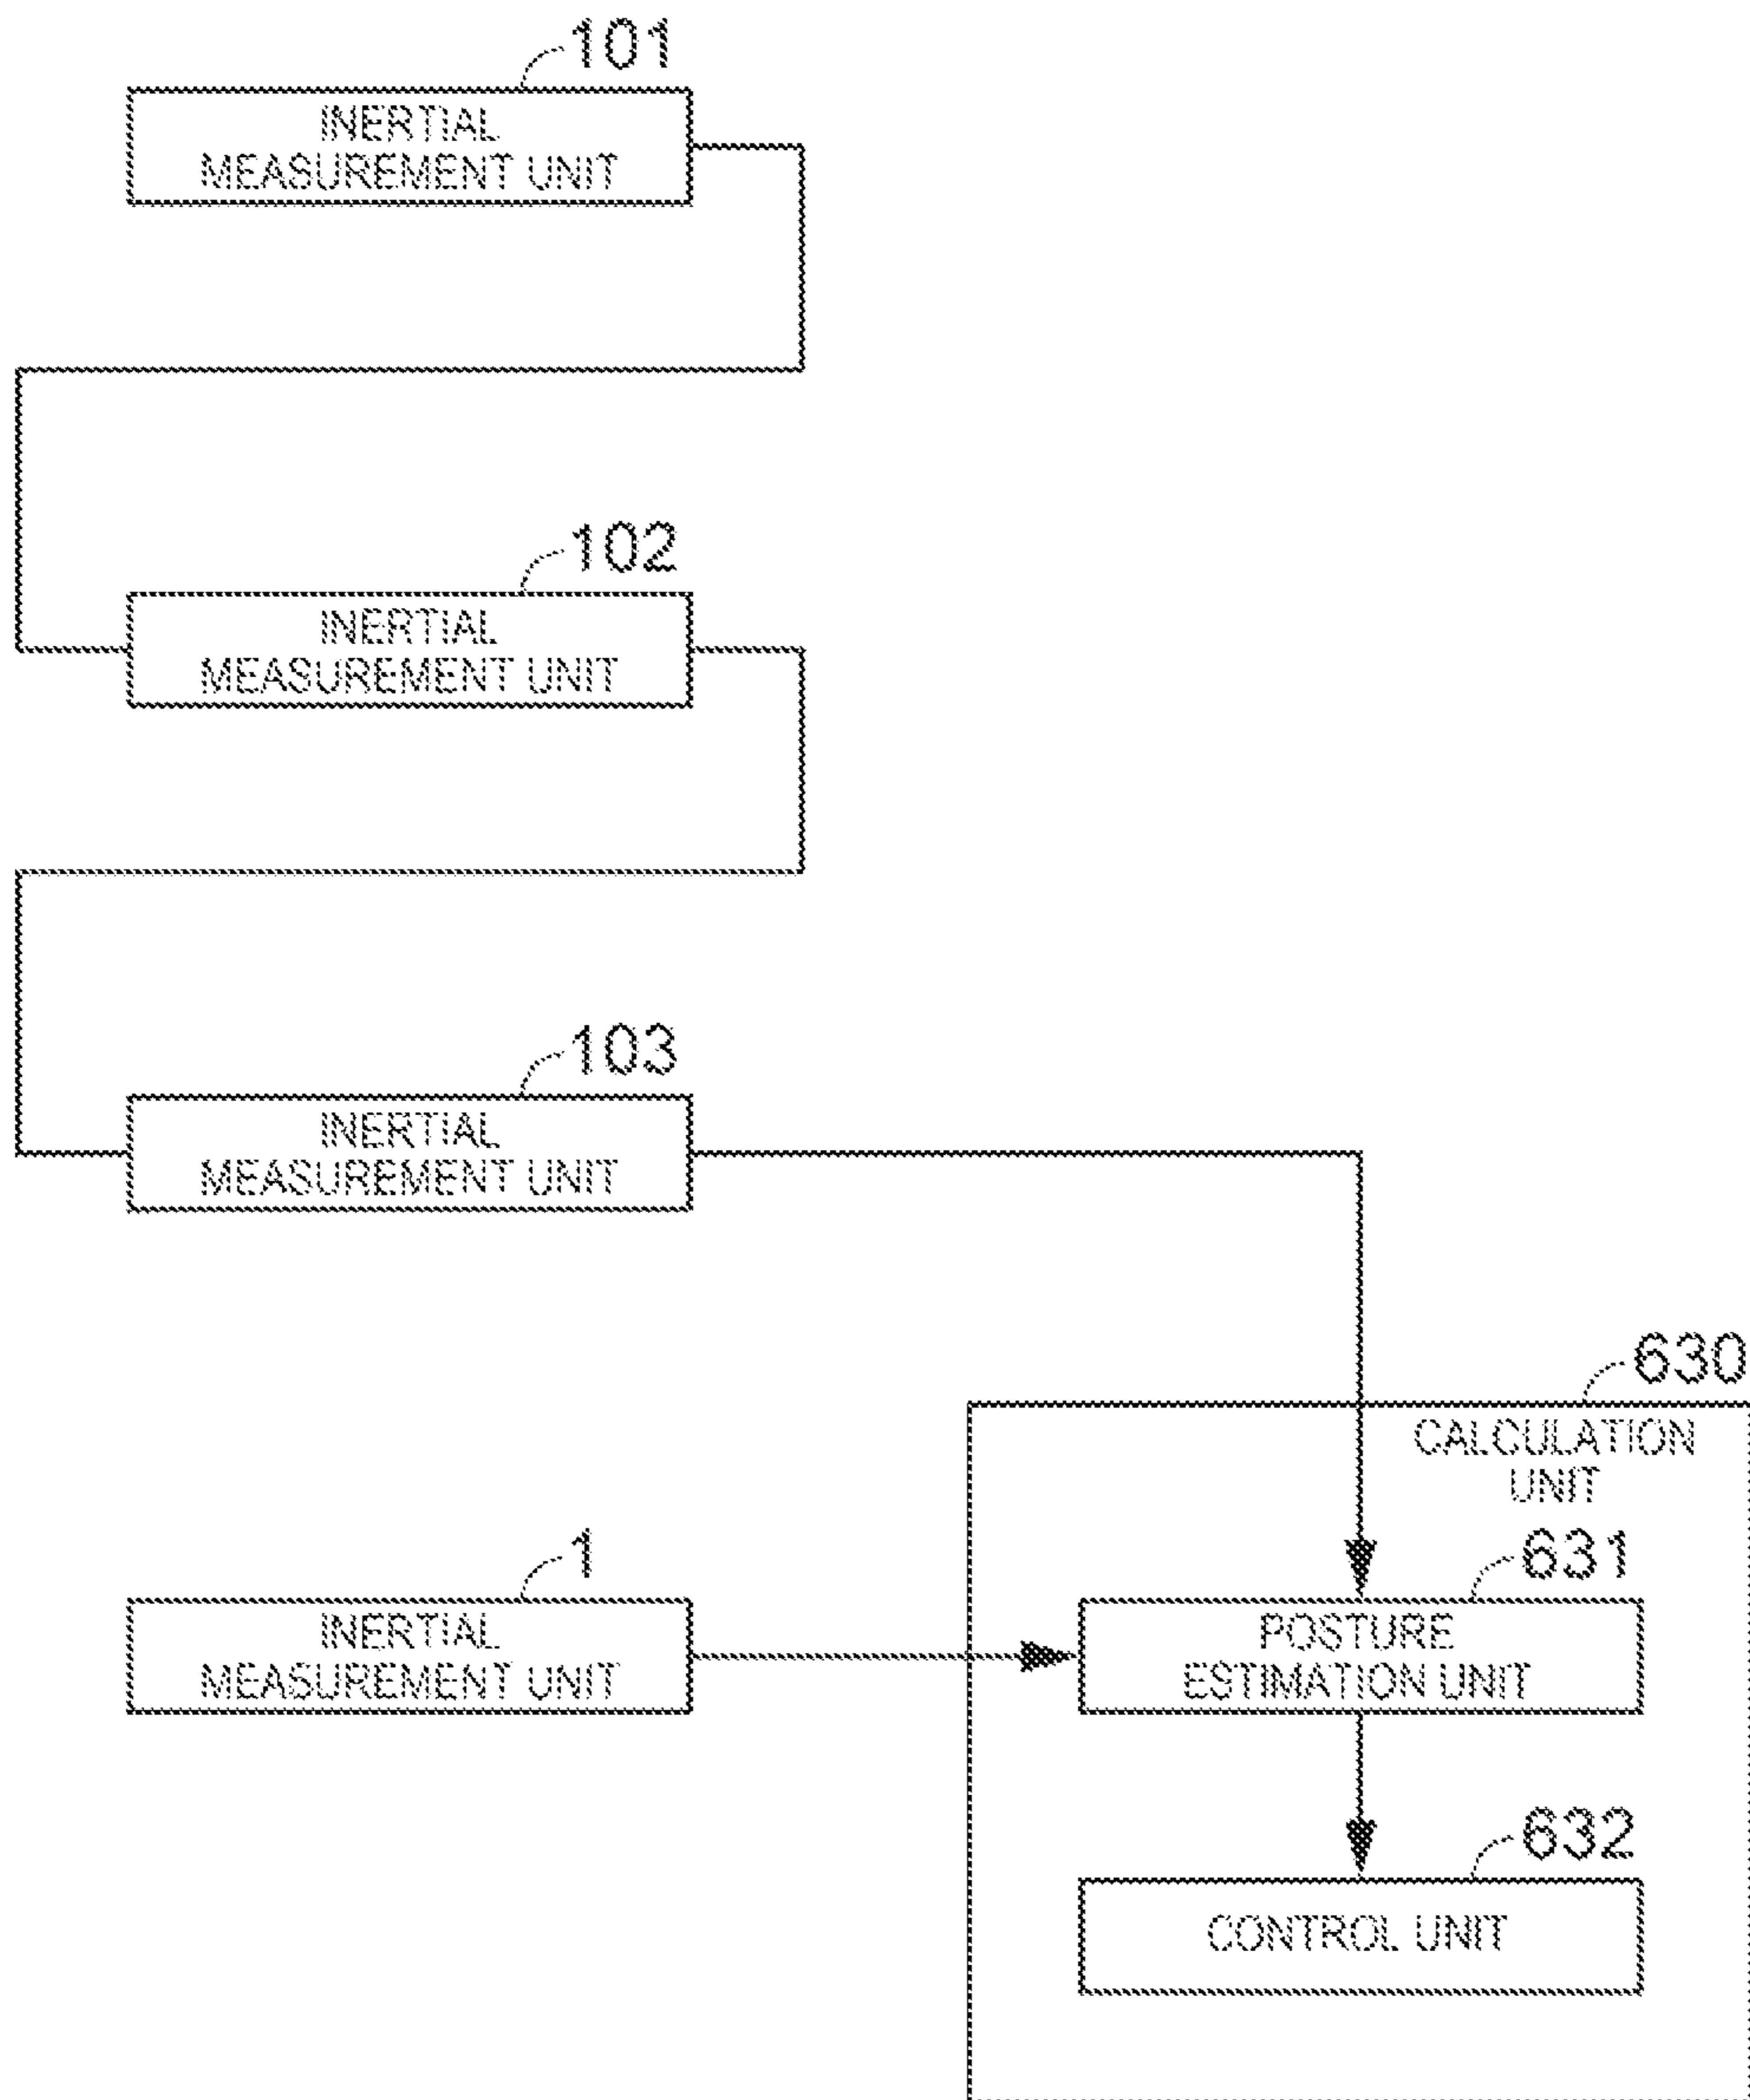 101
INERTIAL
MEASUREMENT UNIT
102
INERTIAL
MEASUREMENT UNIT
103
INERTIAL
MEASUREMENT UNIT
630
CALCULATION
UNIT
1
INERTIAL
MEASUREMENT UNIT
631
POSTURE
ESTIMATION UNIT
632
CONTROL UNIT